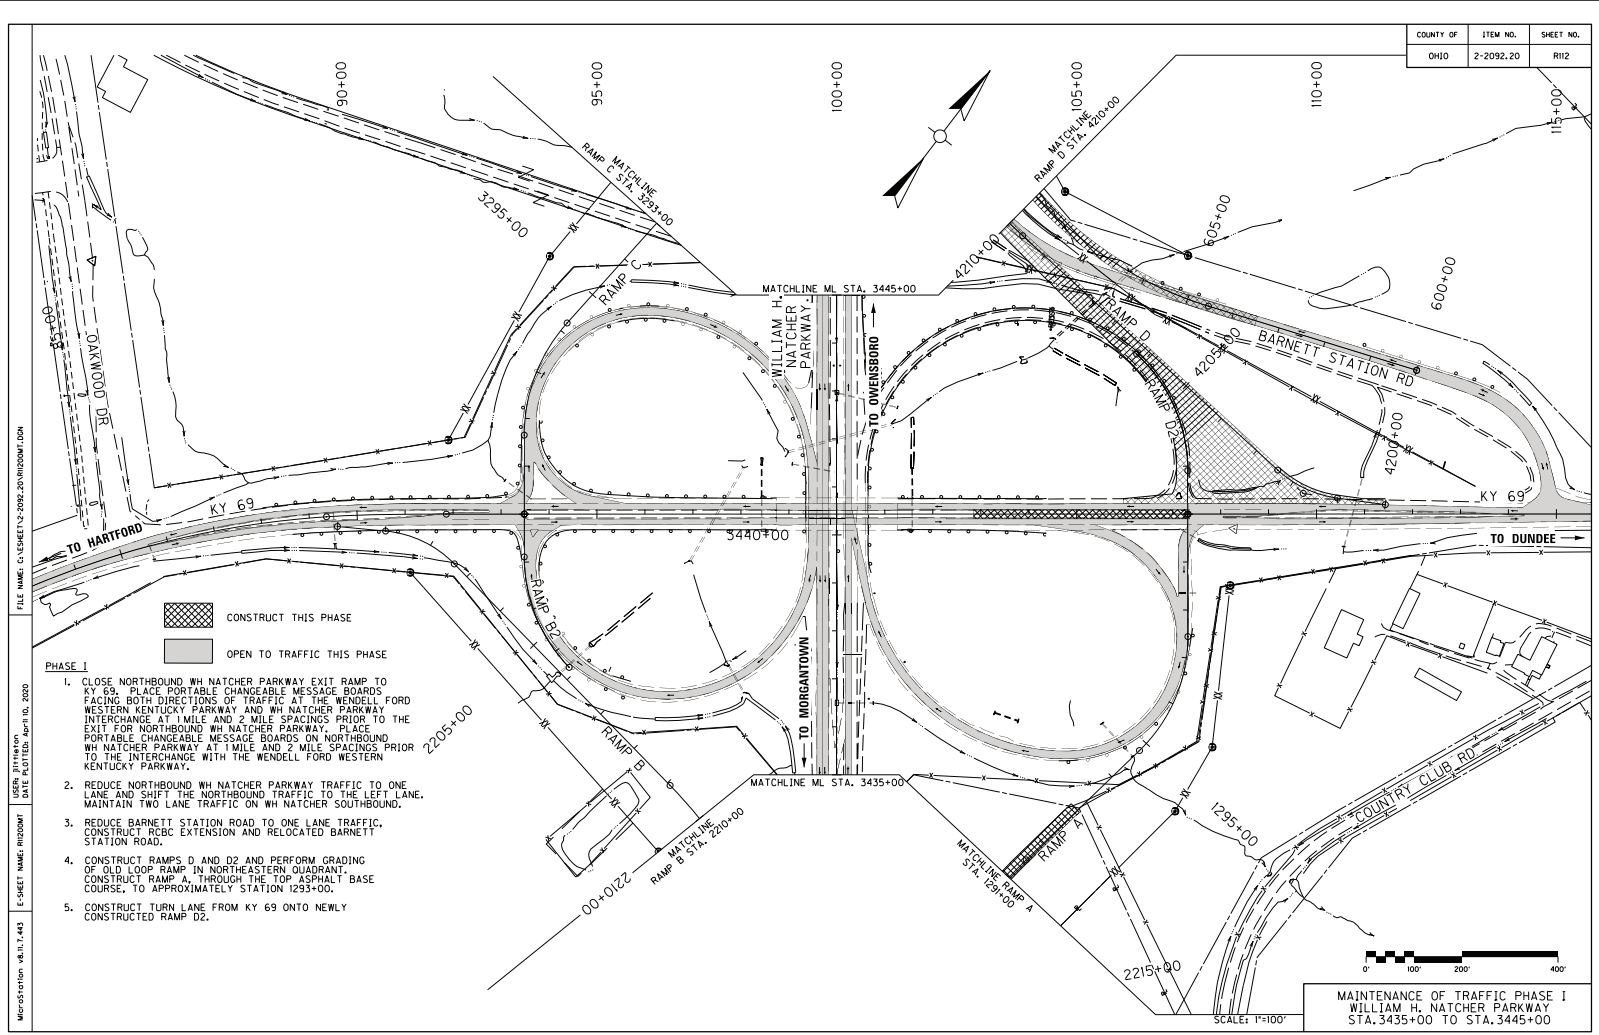 COUNTY OF
ITEM NO.
SHEET NO.
OHIO
2-2092.20
R112
90+00
95+00
100+00
105+00
110+00
115+00
MATCHLINE
RAMP C STA. 3293+00
3295+00
MATCHLINE
RAMP D STA. 4210+00
605+00
600+00
4210+00
RAMP C
MATCHLINE ML STA. 3445+00
WILLIAM H.
NATCHER
PARKWAY.
TO OWENSBORO
RAMP D
4205+00
BARNETT STATION RD
RAMP D2
85+00
OAKWOOD DR
4200+00
KY 69
KY 69
TO HARTFORD
3440+00
TO DUNDEE
RAMP B2
CONSTRUCT THIS PHASE
OPEN TO TRAFFIC THIS PHASE
PHASE I
1. CLOSE NORTHBOUND WH NATCHER PARKWAY EXIT RAMP TO
KY 69. PLACE PORTABLE CHANGEABLE MESSAGE BOARDS
FACING BOTH DIRECTIONS OF TRAFFIC AT THE WENDELL FORD
WESTERN KENTUCKY PARKWAY AND WH NATCHER PARKWAY
INTERCHANGE AT 1 MILE AND 2 MILE SPACINGS PRIOR TO THE
EXIT FOR NORTHBOUND WH NATCHER PARKWAY. PLACE
PORTABLE CHANGEABLE MESSAGE BOARDS ON NORTHBOUND
WH NATCHER PARKWAY AT 1 MILE AND 2 MILE SPACINGS PRIOR
TO THE INTERCHANGE WITH THE WENDELL FORD WESTERN
KENTUCKY PARKWAY.
2. REDUCE NORTHBOUND WH NATCHER PARKWAY TRAFFIC TO ONE
LANE AND SHIFT THE NORTHBOUND TRAFFIC TO THE LEFT LANE.
MAINTAIN TWO LANE TRAFFIC ON WH NATCHER SOUTHBOUND.
3. REDUCE BARNETT STATION ROAD TO ONE LANE TRAFFIC.
CONSTRUCT RCBC EXTENSION AND RELOCATED BARNETT
STATION ROAD.
4. CONSTRUCT RAMPS D AND D2 AND PERFORM GRADING
OF OLD LOOP RAMP IN NORTHEASTERN QUADRANT.
CONSTRUCT RAMP A, THROUGH THE TOP ASPHALT BASE
COURSE, TO APPROXIMATELY STATION 1293+00.
5. CONSTRUCT TURN LANE FROM KY 69 ONTO NEWLY
CONSTRUCTED RAMP D2.
TO MORGANTOWN
2205+00
RAMP B
MATCHLINE ML STA. 3435+00
MATCHLINE
RAMP B STA. 2210+00
2210+00
RAMP A
MATCHLINE RAMP A
STA. 1291+00
1295+00
COUNTRY CLUB RD
2215+00
0'
100'
200'
400'
SCALE: 1"=100'
MAINTENANCE OF TRAFFIC PHASE I
WILLIAM H. NATCHER PARKWAY
STA.3435+00 TO STA.3445+00
FILE NAME: C:\ESHEET\2-2092.20\R11200MT.DGN
DATE PLOTTED: April 10, 2020
E-SHEET NAME: R11200MT
MicroStation v8.11.7.443